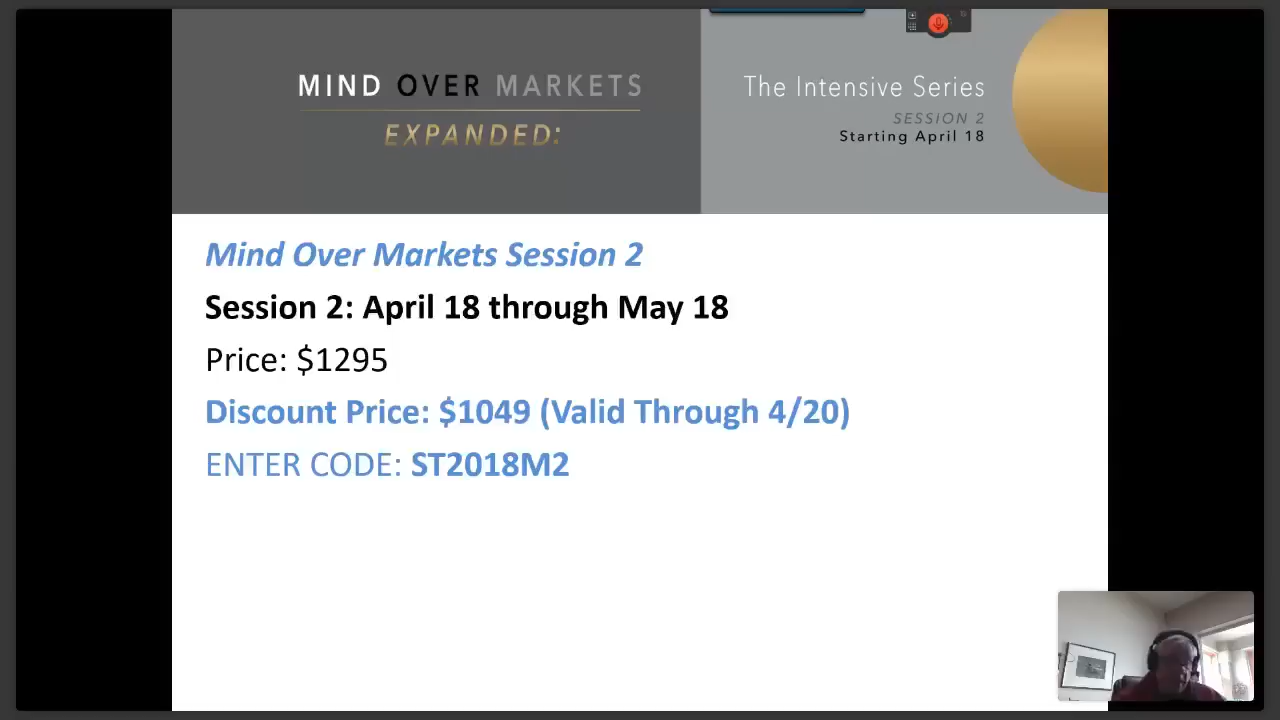 MIND OVER MARKETS
EXPANDED:
The Intensive Series
SESSION 2
Starting April 18
Mind Over Markets Session 2
Session 2: April 18 through May 18
Price: $1295
Discount Price: $1049 (Valid Through 4/20)
ENTER CODE: ST2018M2